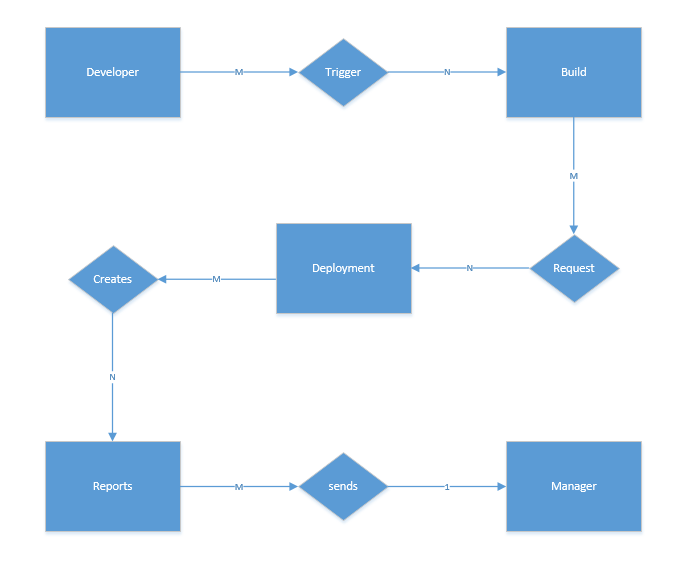 Developer
M
Trigger
N
Build
M
Request
N
Deployment
M
Creates
N
Reports
M
sends
1
Manager